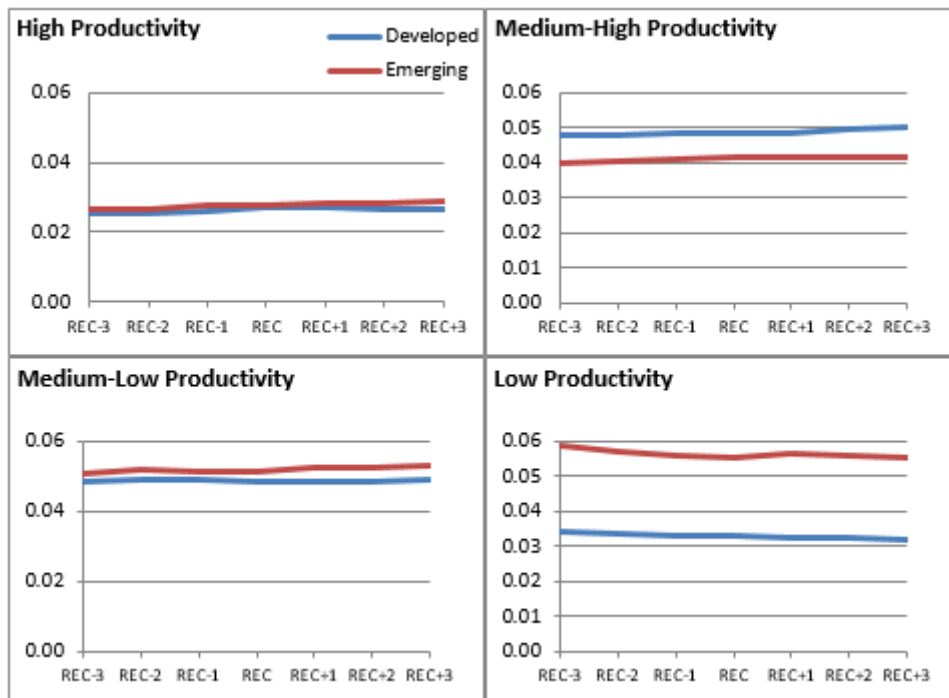 High Productivity
Developed
Emerging
0.06
0.04
0.02
0.00
REC-3 REC-2 REC-1 REC REC+1 REC+2 REC+3
Medium-High Productivity
0.06
0.05
0.04
0.03
0.02
0.01
0.00
REC-3 REC-2 REC-1 REC REC+1 REC+2 REC+3
Medium-Low Productivity
0.06
0.04
0.02
0.00
REC-3 REC-2 REC-1 REC REC+1 REC+2 REC+3
Low Productivity
0.06
0.05
0.04
0.03
0.02
0.01
0.00
REC-3 REC-2 REC-1 REC REC+1 REC+2 REC+3